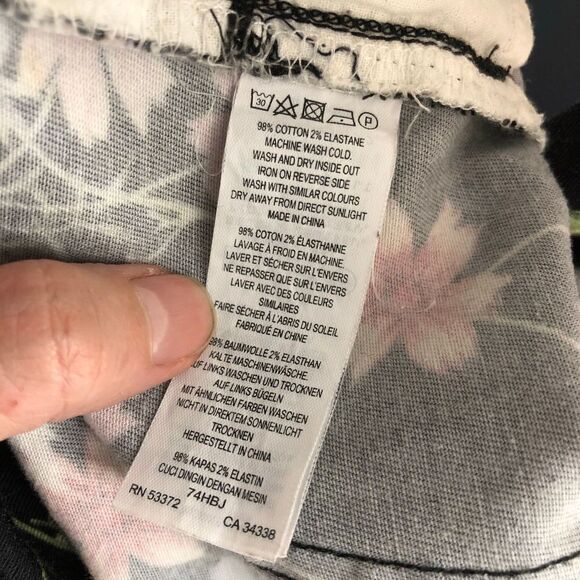 30 P
98% COTTON 2% ELASTANE
MACHINE WASH COLD.
WASH AND DRY INSIDE OUT
IRON ON REVERSE SIDE
WASH WITH SIMILAR COLOURS
DRY AWAY FROM DIRECT SUNLIGHT
MADE IN CHINA
98% COTON 2% ÉLASTHANNE
LAVAGE À FROID EN MACHINE.
LAVER ET SÉCHER SUR L'ENVERS
NE REPASSER QUE SUR L'ENVERS
LAVER AVEC DES COULEURS
SIMILAIRES
FAIRE SÉCHER À L'ABRIS DU SOLEIL
FABRIQUÉ EN CHINE
98% BAUMWOLLE 2% ELASTHAN
KALTE MASCHINENWÄSCHE
AUF LINKS WASCHEN UND TROCKNEN
AUF LINKS BÜGELN
MIT ÄHNLICHEN FARBEN WASCHEN
NICHT IN DIREKTEM SONNENLICHT
TROCKNEN
HERGESTELLT IN CHINA
98% KAPAS 2% ELASTIN
CUCI DINGIN DENGAN MESIN
RN 53372 74HBJ CA 34338